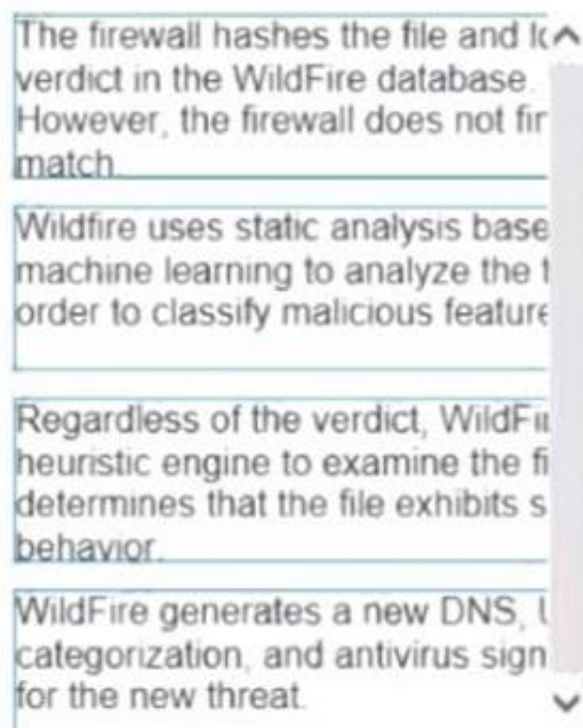 The firewall hashes the file and
verdict in the WildFire database.
However, the firewall does not
match.
Wildfire uses static analysis base
machine learning to analyze the
order to classify malicious feature
Regardless of the verdict,
heuristic engine to examine the
determines that the file exhibits
behavior.
WildFire generates a new DNS,
categorization, and antivirus sign
for the new threat.